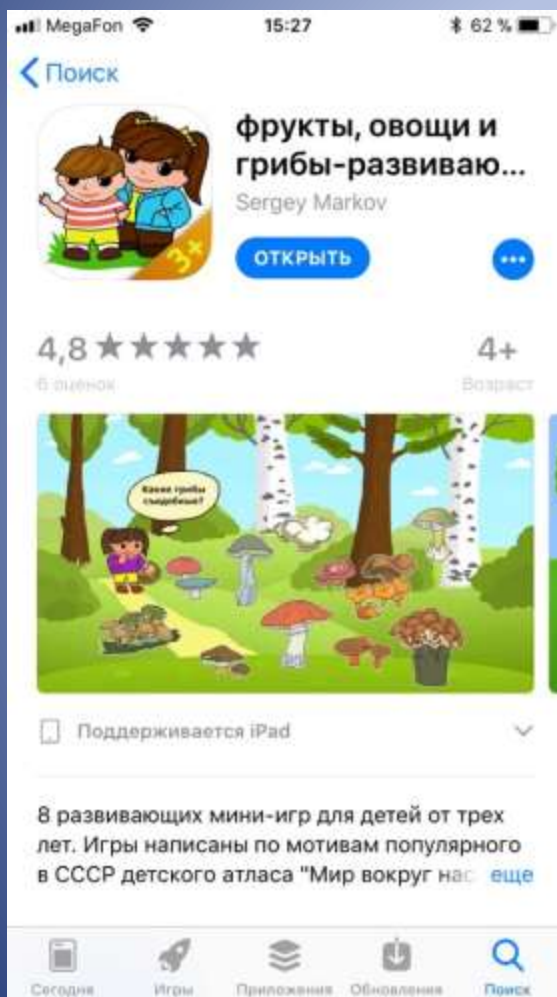 MegaFon 15:27 62 %
Поиск
фрукты, овощи и
грибы-развиваю...
Sergey Markov
ОТКРЫТЬ
3+
4,8 4+
6 оценок Возраст
Какие грибы
съедобные?
Поддерживается iPad
8 развивающих мини-игр для детей от трех
лет. Игры написаны по мотивам популярного
в СССР детского атласа "Мир вокруг нас еще
Сегодня Игры Приложения Обновления Поиск